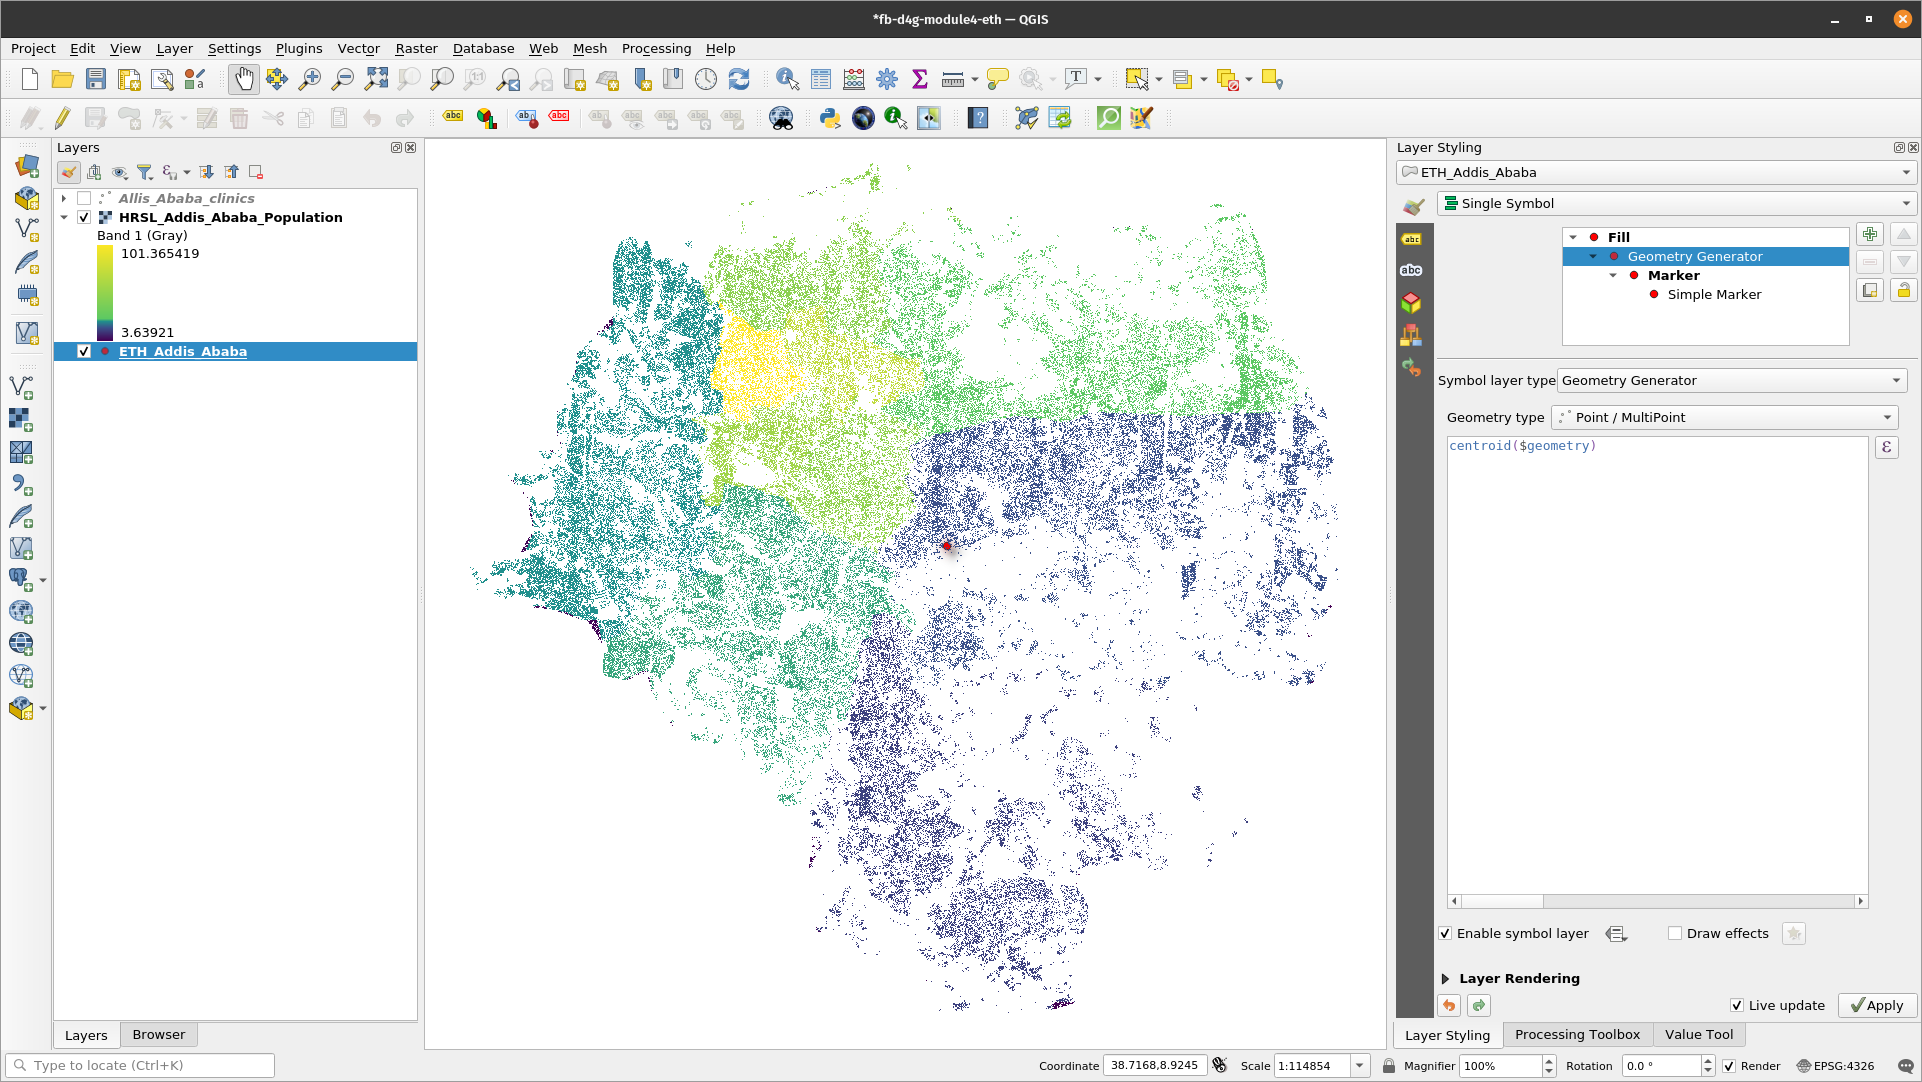 *fb-d4g-module4-eth — QGIS
Project Edit View Layer Settings Plugins Vector Raster Database Web Mesh Processing Help
Layers
Allis_Ababa_clinics
HRSL_Addis_Ababa_Population
Band 1 (Gray)
101.365419
3.63921
ETH_Addis_Ababa
Layers Browser
Layer Styling
ETH_Addis_Ababa
Single Symbol
Fill
Geometry Generator
Marker
Simple Marker
Symbol layer type Geometry Generator
Geometry type Point / MultiPoint
centroid($geometry)
ε
Enable symbol layer Draw effects
Layer Rendering
Live update Apply
Layer Styling Processing Toolbox Value Tool
Type to locate (Ctrl+K) Coordinate 38.7168,8.9245 Scale 1:114854 Magnifier 100% Rotation 0.0 ° Render EPSG:4326